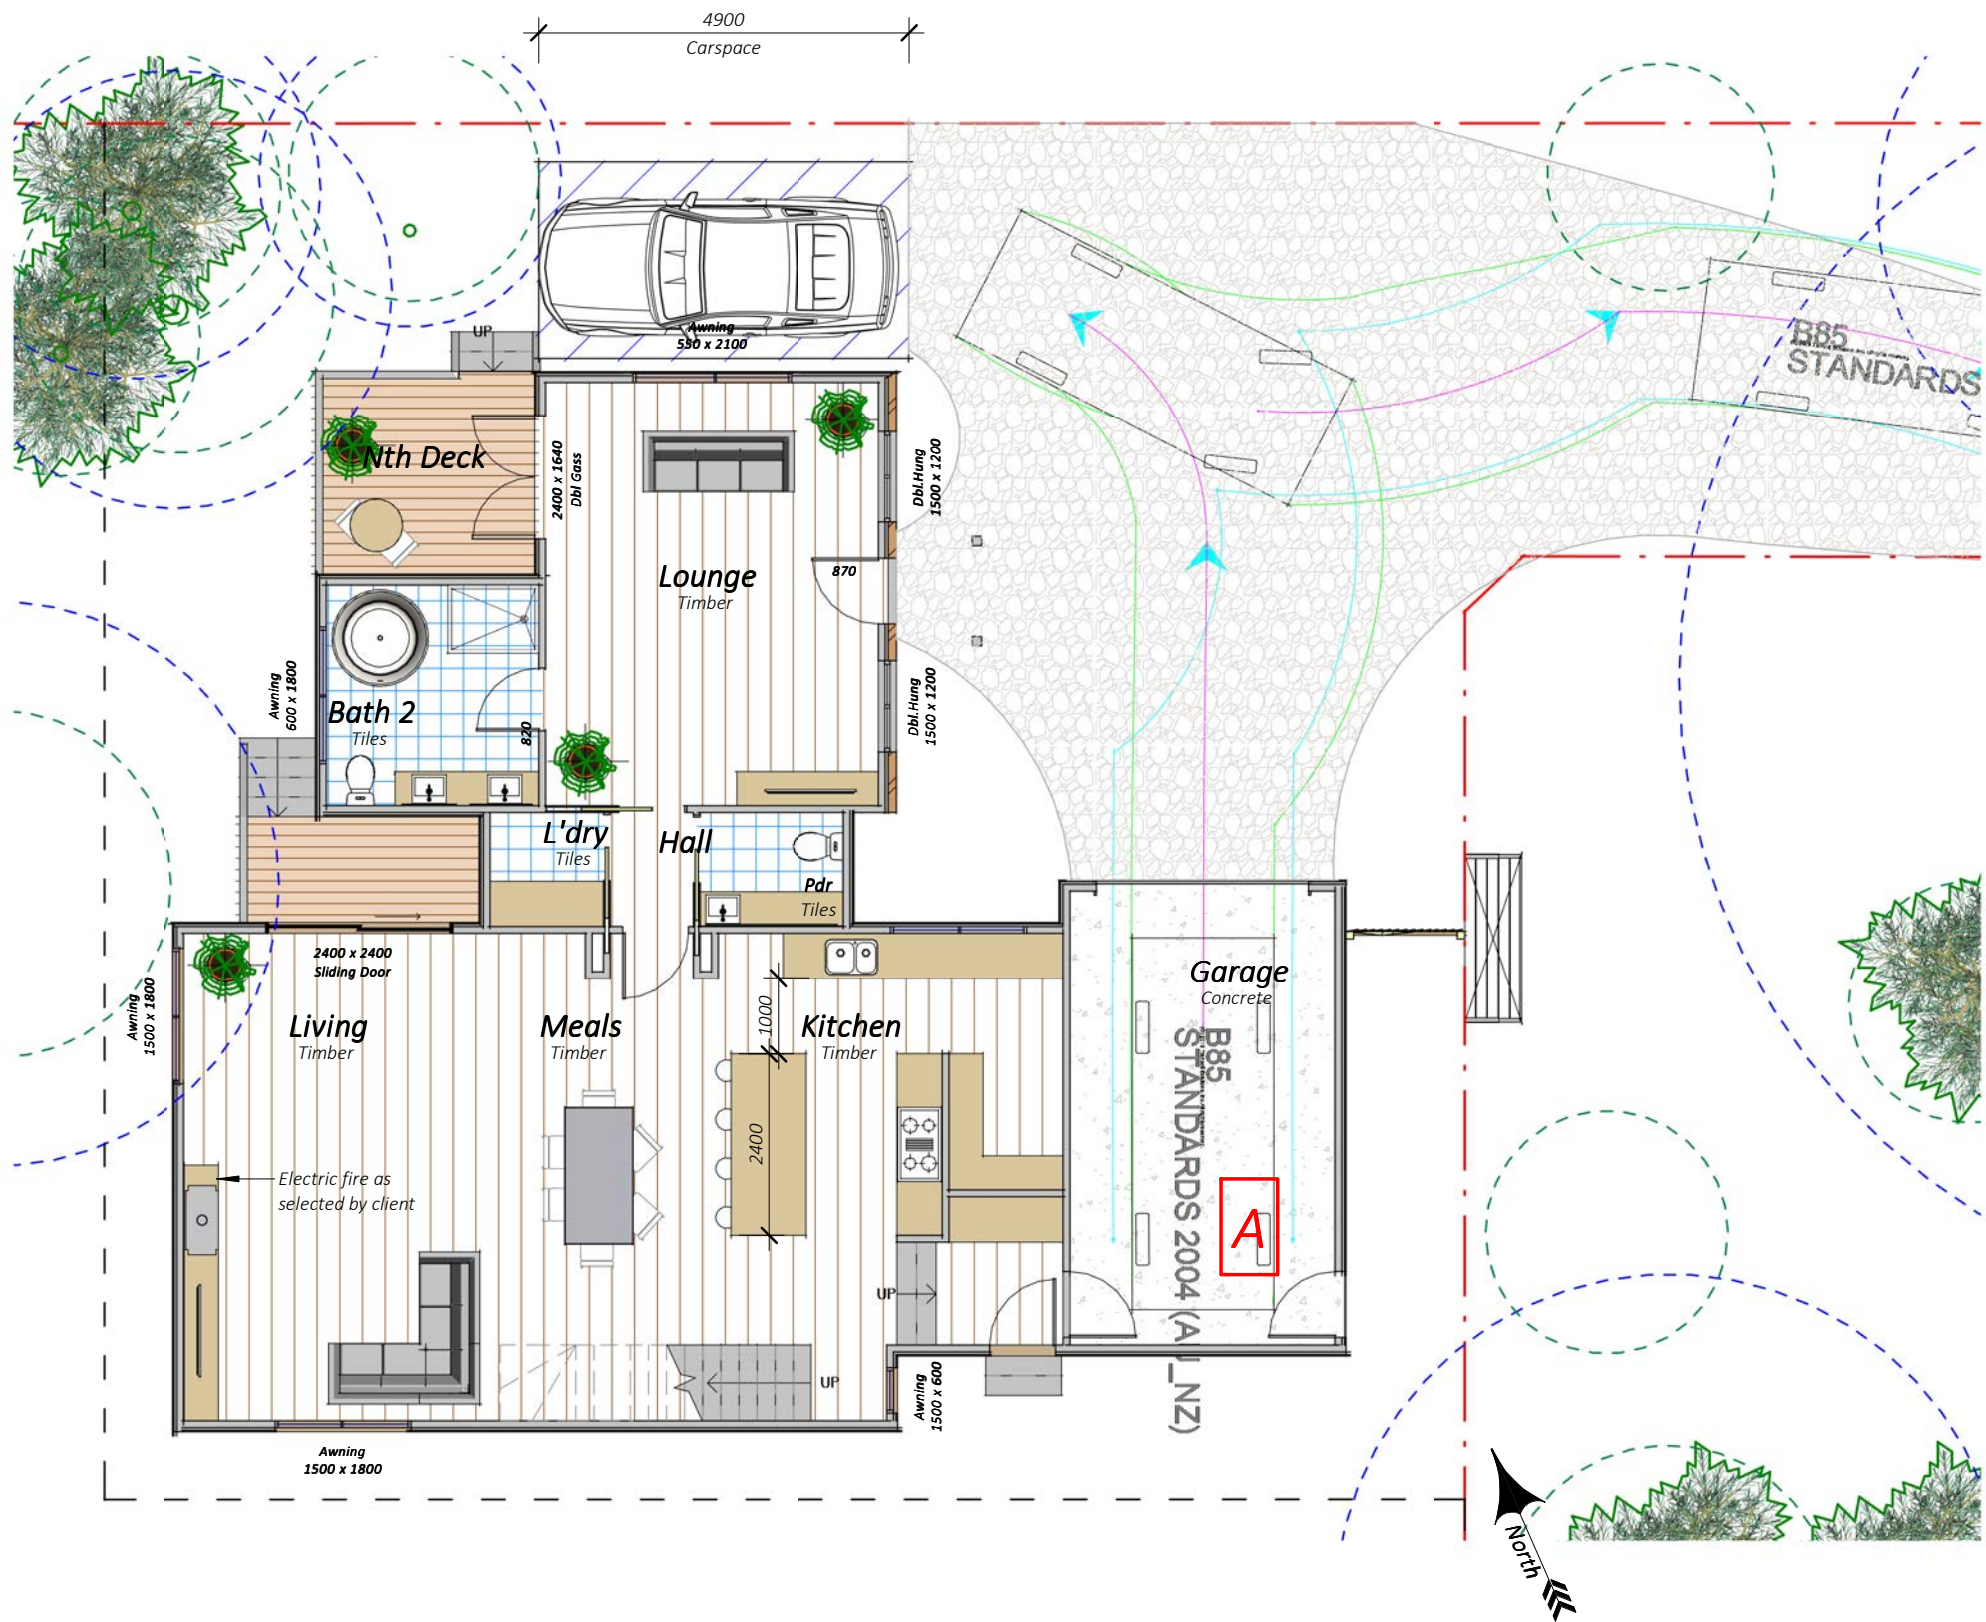 4900
Carspace
UP
Awning
550 x 2100
B85
STANDARDS
Nth Deck
2400 x 1640
Dbl Gass
Dbl.Hung
1500 x 1200
Lounge
Timber
870
Awning
600 x 1800
Bath 2
Tiles
820
Dbl.Hung
1500 x 1200
L'dry
Tiles
Hall
Pdr
Tiles
2400 x 2400
Sliding Door
Garage
Concrete
Awning
1500 x 1800
Living
Timber
Meals
Timber
1000
Kitchen
Timber
B85
STANDARDS 2004 (A
_NZ)
2400
Electric fire as
selected by client
A
UP
UP
Awning
1500 x 600
Awning
1500 x 1800
North